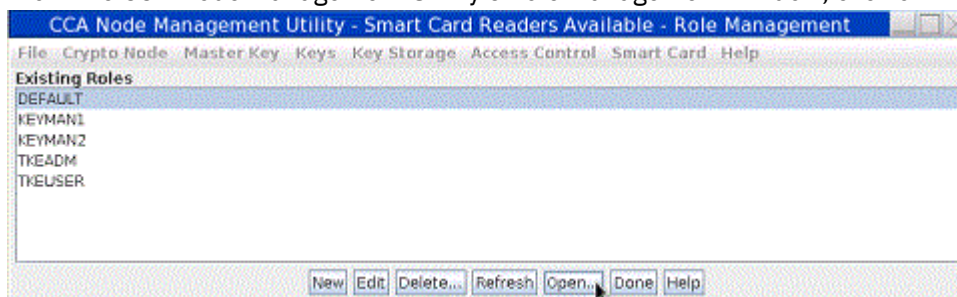 CCA Node Management Utility - Smart Card Readers Available - Role Management
File Crypto Node Master Key Keys Key Storage Access Control Smart Card Help
Existing Roles
DEFAULT
KEYMAN1
KEYMAN2
TKEADM
TKEUSER
New Edit Delete... Refresh Open... Done Help